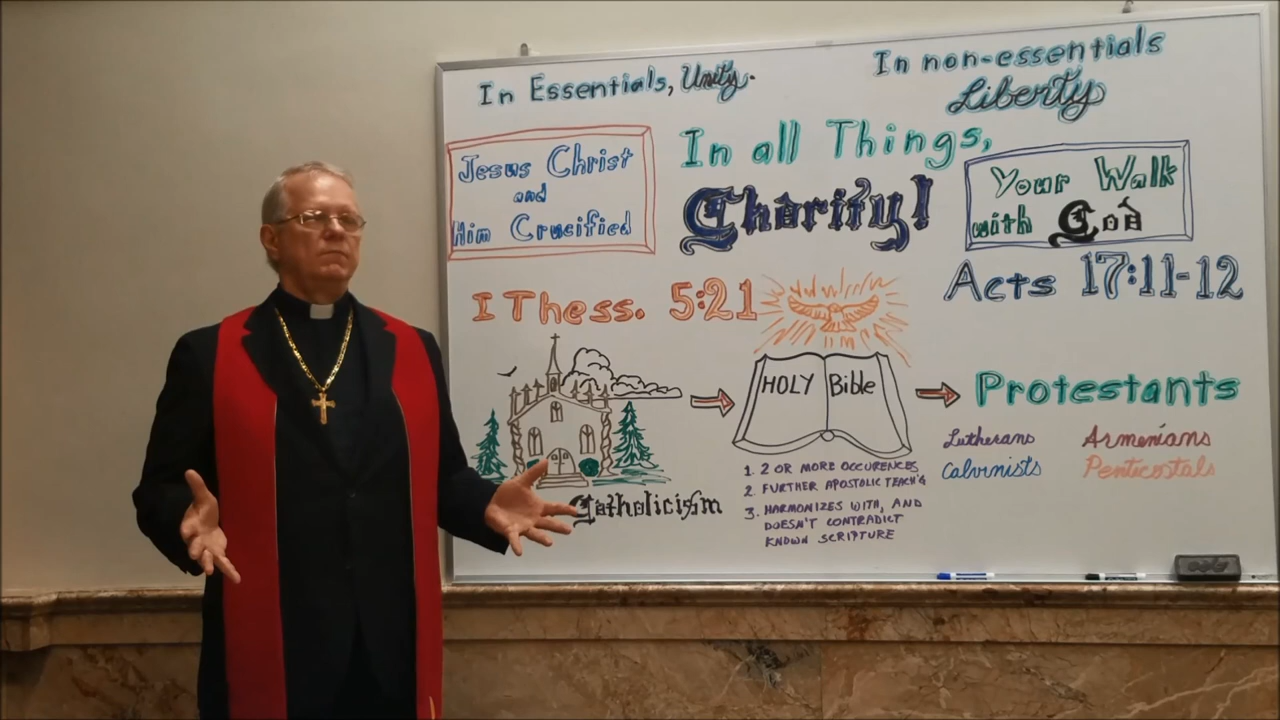 In Essentials, Unity.
In non-essentials
Liberty
Jesus Christ
and
Him Crucified
In all Things,
Charity!
Your Walk
with God
I Thess. 5:21
Acts 17:11-12
HOLY Bible
Protestants
Lutherans
Armenians
Calvinists
Penticostals
Catholicism
1. 2 OR MORE OCCURENCES
2. FURTHER APOSTOLIC TEACH'G
3. HARMONIZES WITH, AND
DOESN'T CONTRADICT
KNOWN SCRIPTURE